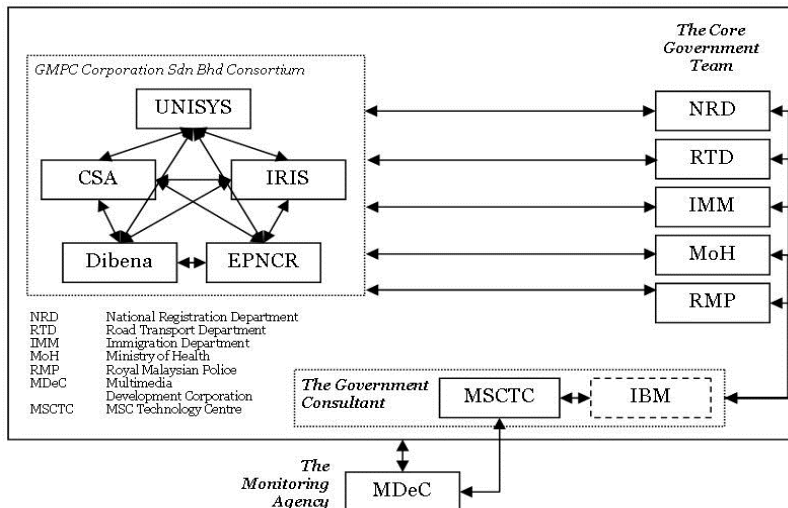 The Core
Government
Team
GMPC Corporation Sdn Bhd Consortium
UNISYS
CSA
IRIS
Dibena
EPNCR
NRD
RTD
IMM
MoH
RMP
NRD National Registration Department
RTD Road Transport Department
IMM Immigration Department
MoH Ministry of Health
RMP Royal Malaysian Police
MDeC Multimedia
Development Corporation
MSCTC MSC Technology Centre
The Government
Consultant
MSCTC
IBM
The
Monitoring
Agency
MDeC